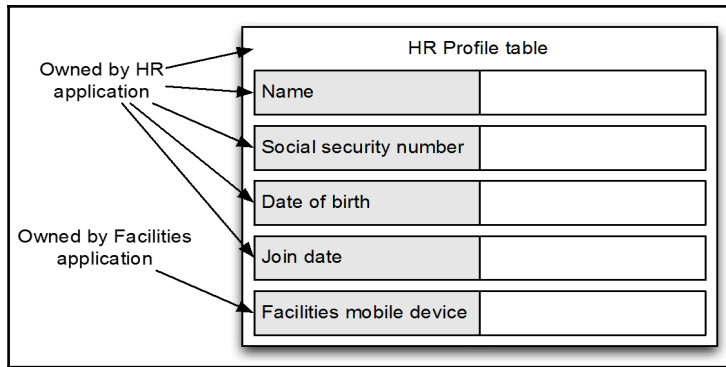 HR Profile table
Owned by HR
application
Name
Social security number
Date of birth
Owned by Facilities
application
Join date
Facilities mobile device